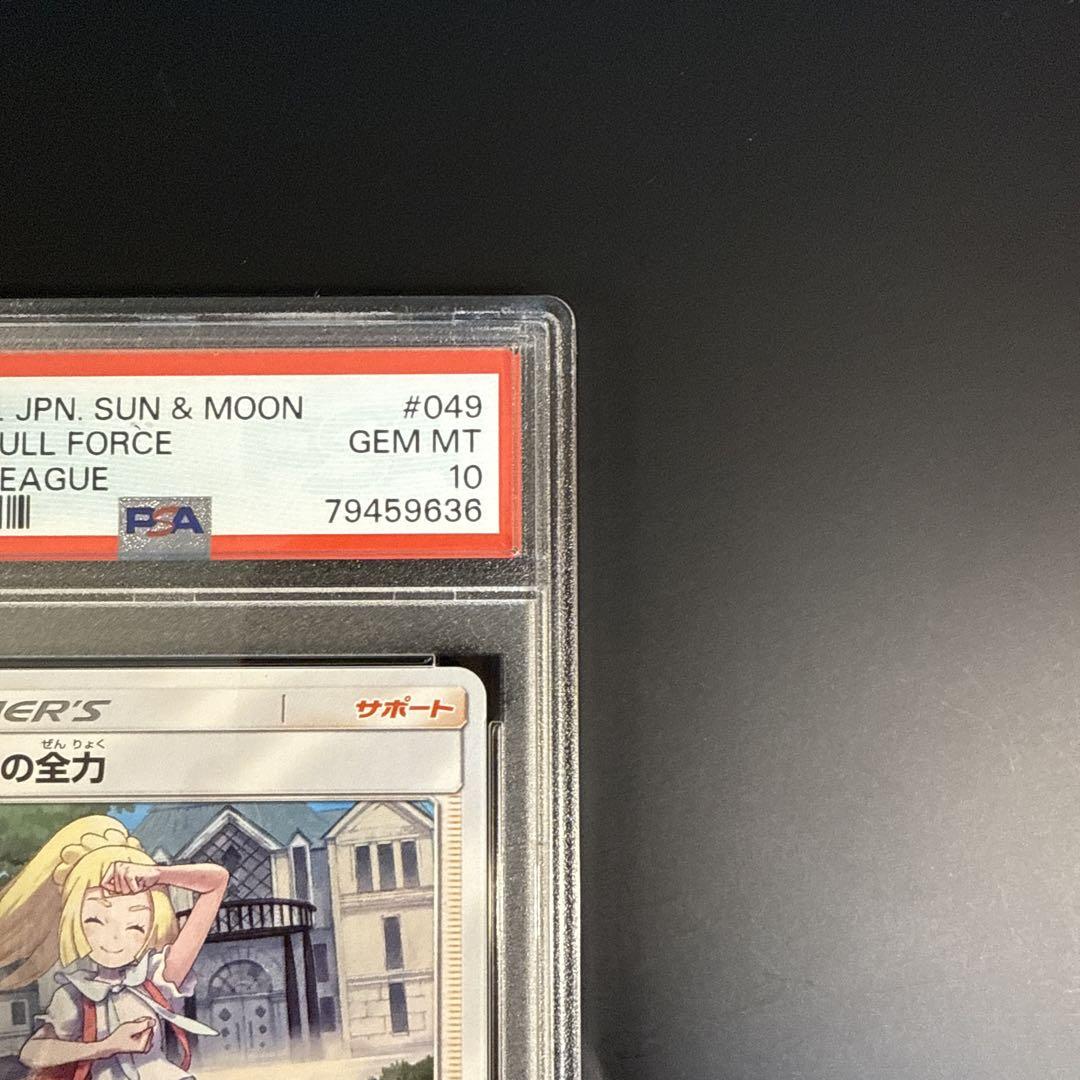 . JPN. SUN & MOON #049
ULL FORCE GEM MT
EAGUE 10
PSA 79459636
NER'S サポート
ぜん りょく
の全力